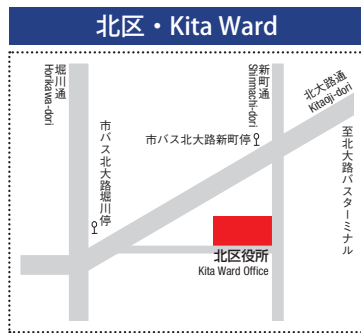 北区・Kita Ward
堀川通
Horikawa-dori
新町通
Shinmachi-dori
北大路通
Kitaoji-dori
市バス北大路新町停
市バス北大路堀川停
至北大路バスターミナル
北区役所
Kita Ward Office